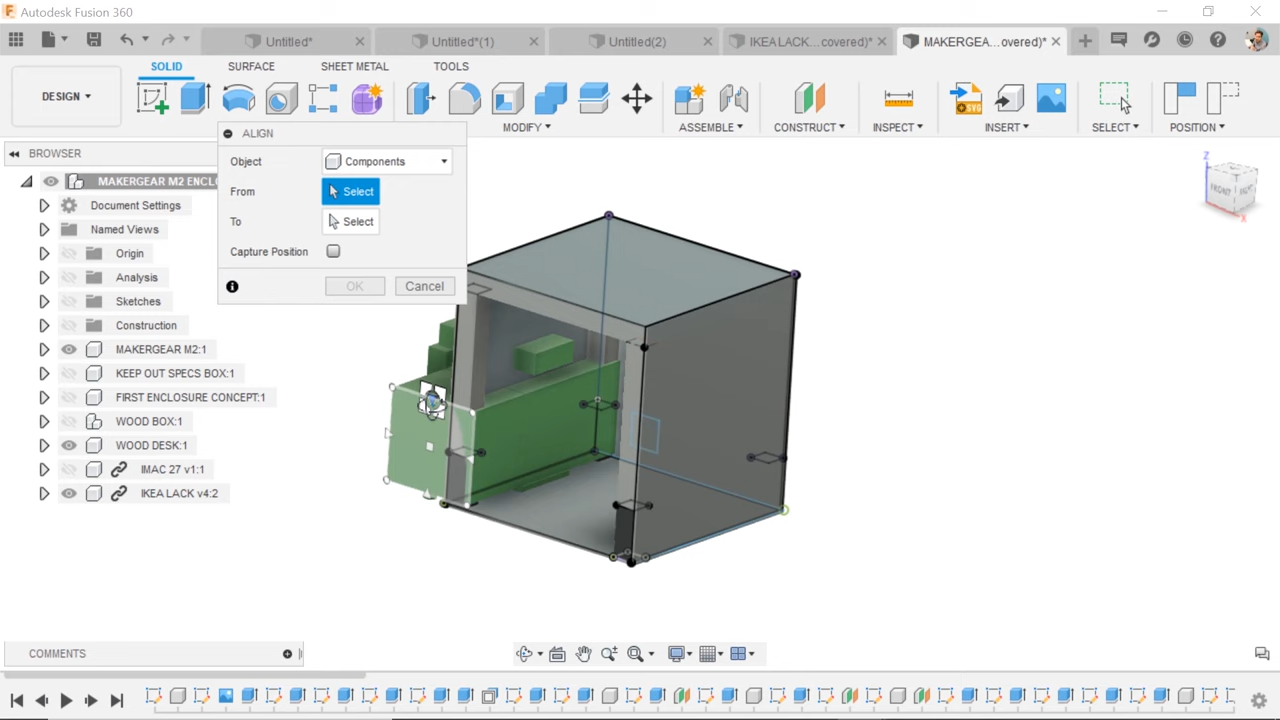 Autodesk Fusion 360
Untitled*
Untitled*(1)
Untitled(2)
IKEA LACK ...covered)*
MAKERGEA...overed)*
SOLID
SURFACE
SHEET METAL
TOOLS
DESIGN
SVG
MODIFY
ASSEMBLE
CONSTRUCT
INSPECT
INSERT
SELECT
POSITION
BROWSER
ALIGN
MAKERGEAR M2 ENCL
Document Settings
Named Views
Origin
Analysis
Sketches
Construction
MAKERGEAR M2:1
KEEP OUT SPECS BOX:1
FIRST ENCLOSURE CONCEPT:1
WOOD BOX:1
WOOD DESK:1
IMAC 27 v1:1
IKEA LACK v4:2
Object
Components
From
Select
To
Select
Capture Position
OK
Cancel
Z
FRONT
X
COMMENTS